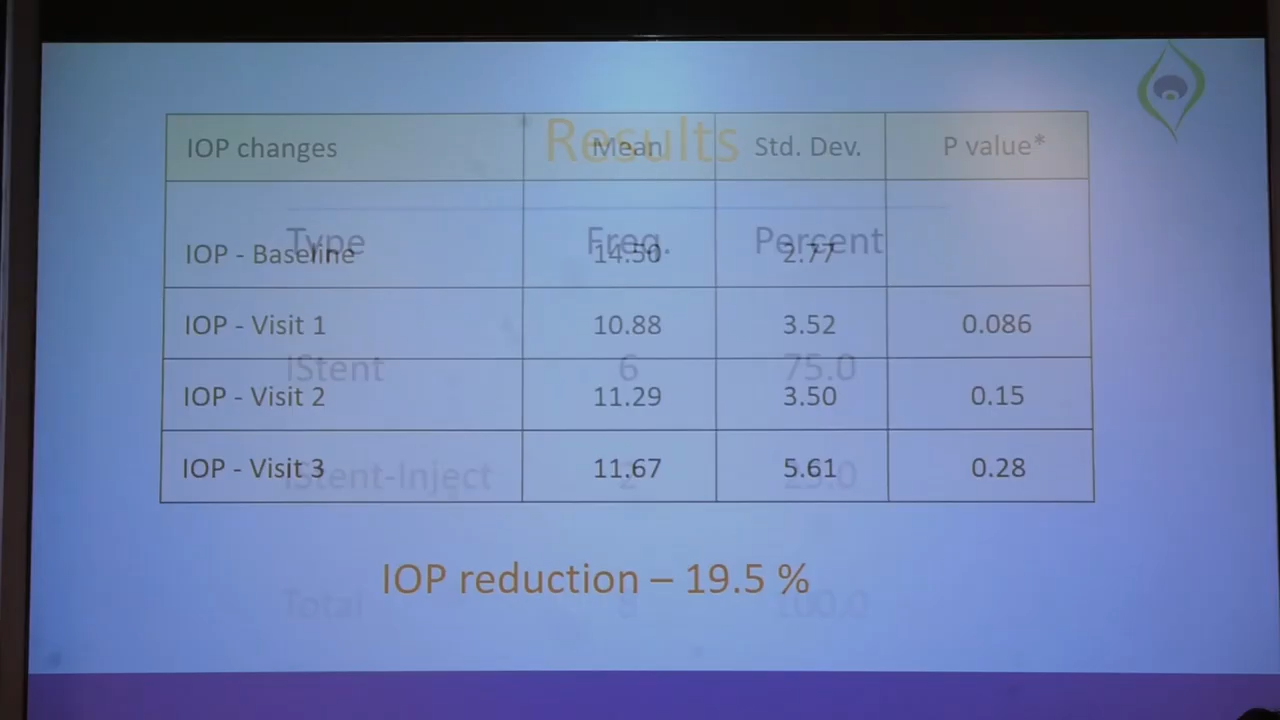 Results
IOP changes Mean Std. Dev. P value*
Type Freq. Percent
IOP - Baseline 14.50 2.77
IOP - Visit 1 10.88 3.52 0.086
IStent 6 75.0
IOP - Visit 2 11.29 3.50 0.15
IOP - Visit 3 11.67 5.61 0.28
IStent-Inject 2 25.0
IOP reduction – 19.5 %
Total 8 100.0